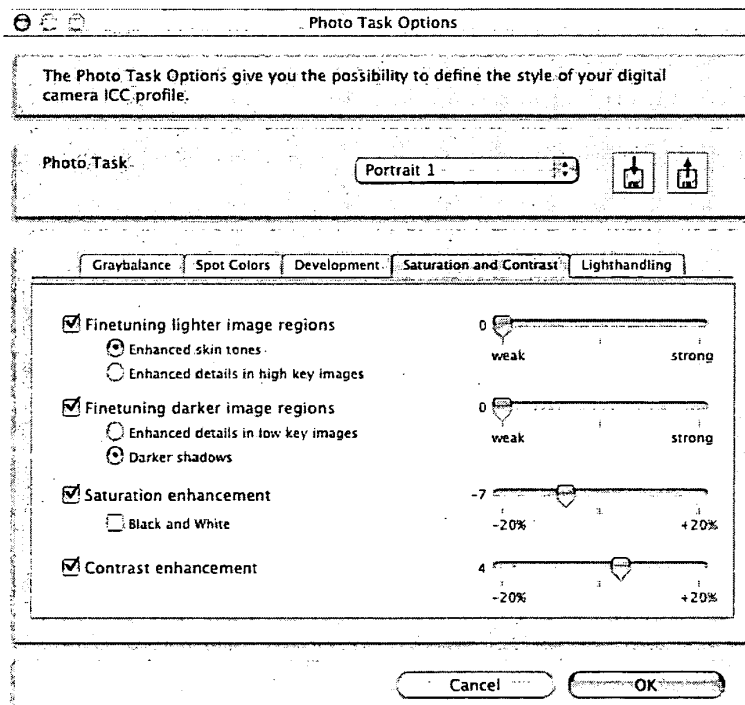 Photo Task Options
The Photo Task Options give you the possibility to define the style of your digital
camera ICC profile.
Photo Task
Portrait 1
Graybalance Spot Colors Development Saturation and Contrast Lighthandling
Finetuning lighter image regions
0
Enhanced skin tones
weak strong
Enhanced details in high key images
Finetuning darker image regions
0
Enhanced details in low key images
weak strong
Darker shadows
Saturation enhancement
-7
Black and White
-20% +20%
Contrast enhancement
4
-20% +20%
Cancel OK